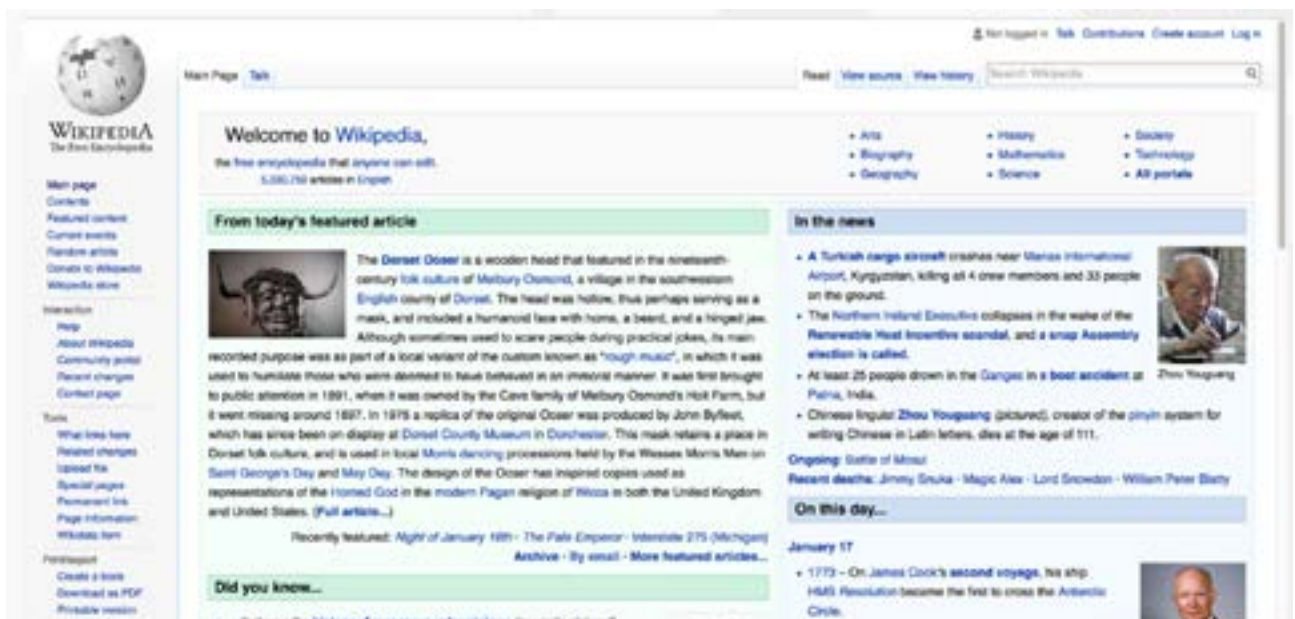 Not logged in Talk Contributions Create account Log in
Main Page Talk
Read View source View history Search Wikipedia
WIKIPEDIA
The Free Encyclopedia
Main page
Contents
Featured content
Current events
Random article
Donate to Wikipedia
Wikipedia store
Interaction
Help
About Wikipedia
Community portal
Recent changes
Contact page
Tools
What links here
Related changes
Upload file
Special pages
Permanent link
Page information
Wikidata item
Print/export
Create a book
Download as PDF
Printable version
Welcome to Wikipedia,
the free encyclopedia that anyone can edit.
articles in English
• Arts
• Biography
• Geography
• History
• Mathematics
• Science
• Society
• Technology
• All portals
From today's featured article
The Dorset Ooser is a wooden head that featured in the nineteenth-
century folk culture of Melbury Osmond, a village in the southwestern
English county of Dorset. The head was hollow, thus perhaps serving as a
mask, and included a humanoid face with horns, a beard, and a hinged jaw.
Although sometimes used to scare people during practical jokes, its main
recorded purpose was as part of a local variant of the custom known as "rough music", in which it was
used to humiliate those who were deemed to have behaved in an immoral manner. It was first brought
to public attention in 1891, when it was owned by the Cave family of Melbury Osmond's Holt Farm, but
it went missing around 1897. In 1975 a replica of the original Ooser was produced by John Byfleet,
which has since been on display at Dorset County Museum in Dorchester. This mask retains a place in
Dorset folk culture, and is used in local Morris dancing processions held by the Wessex Morris Men on
Saint George's Day and May Day. The design of the Ooser has inspired copies used as
representations of the Horned God in the modern Pagan religion of Wicca in both the United Kingdom
and United States. (Full article...)
Recently featured: Night of January 16th · The Fale Emperor · Interstate 275 (Michigan)
Archive · By email · More featured articles...
Did you know...
In the news
• A Turkish cargo aircraft crashes near Manas International
Airport, Kyrgyzstan, killing all 4 crew members and 33 people
on the ground.
• The Northern Ireland Executive collapses in the wake of the
Renewable Heat Incentive scandal, and a snap Assembly
election is called.
• At least 25 people drown in the Ganges in a boat accident at
Patna, India.
• Chinese linguist Zhou Youguang (pictured), creator of the pinyin system for
writing Chinese in Latin letters, dies at the age of 111.
Zhou Youguang
Ongoing: Battle of Mosul
Recent deaths: Jimmy Snuka · Magic Alex · Lord Snowdon · William Peter Blatty
On this day...
January 17
• 1773 – On James Cook's second voyage, his ship
HMS Resolution became the first to cross the Antarctic
Circle.